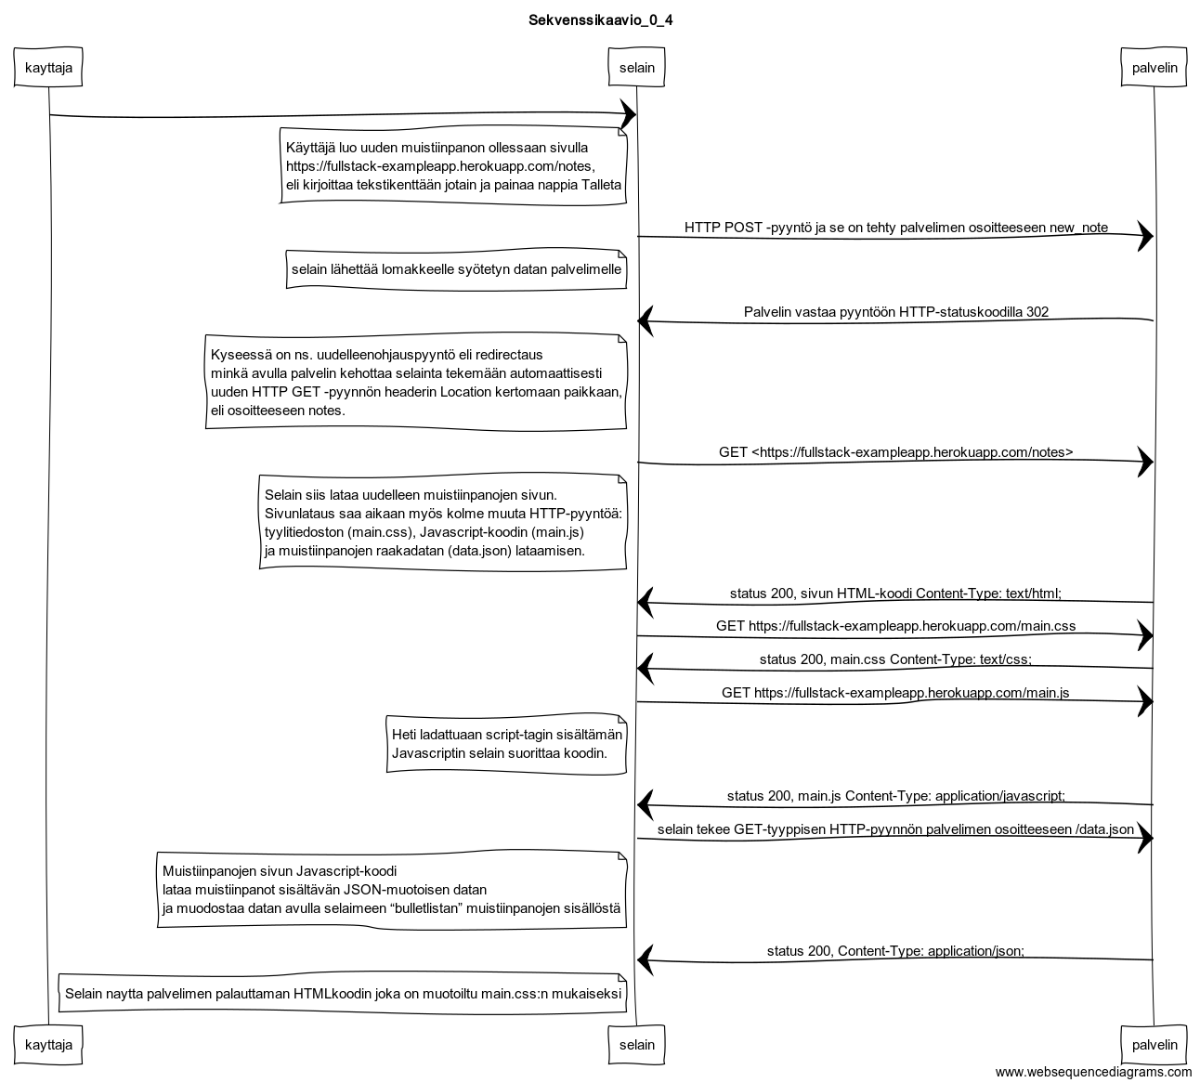 Sekvenssikaavio_0_4
kayttaja
selain
palvelin
Käyttäjä luo uuden muistiinpanon ollessaan sivulla
https://fullstack-exampleapp.herokuapp.com/notes,
eli kirjoittaa tekstikenttään jotain ja painaa nappia Talleta
HTTP POST -pyyntö ja se on tehty palvelimen osoitteeseen new_note
selain lähettää lomakkeelle syötetyn datan palvelimelle
Palvelin vastaa pyyntöön HTTP-statuskoodilla 302
Kyseessä on ns. uudelleenohjauspyyntö eli redirectaus
minkä avulla palvelin kehottaa selainta tekemään automaattisesti
uuden HTTP GET -pyynnön headerin Location kertomaan paikkaan,
eli osoitteeseen notes.
GET <https://fullstack-exampleapp.herokuapp.com/notes>
Selain siis lataa uudelleen muistiinpanojen sivun.
Sivunlataus saa aikaan myös kolme muuta HTTP-pyyntöä:
tyylitiedoston (main.css), Javascript-koodin (main.js)
ja muistiinpanojen raakadatan (data.json) lataamisen.
status 200, sivun HTML-koodi Content-Type: text/html;
GET https://fullstack-exampleapp.herokuapp.com/main.css
status 200, main.css Content-Type: text/css;
GET https://fullstack-exampleapp.herokuapp.com/main.js
Heti ladattuaan script-tagin sisältämän
Javascriptin selain suorittaa koodin.
status 200, main.js Content-Type: application/javascript;
selain tekee GET-tyyppisen HTTP-pyynnön palvelimen osoitteeseen /data.json
Muistiinpanojen sivun Javascript-koodi
lataa muistiinpanot sisältävän JSON-muotoisen datan
ja muodostaa datan avulla selaimeen “bulletlistan” muistiinpanojen sisällöstä
status 200, Content-Type: application/json;
Selain naytta palvelimen palauttaman HTMLkoodin joka on muotoiltu main.css:n mukaiseksi
kayttaja
selain
palvelin
www.websequencediagrams.com